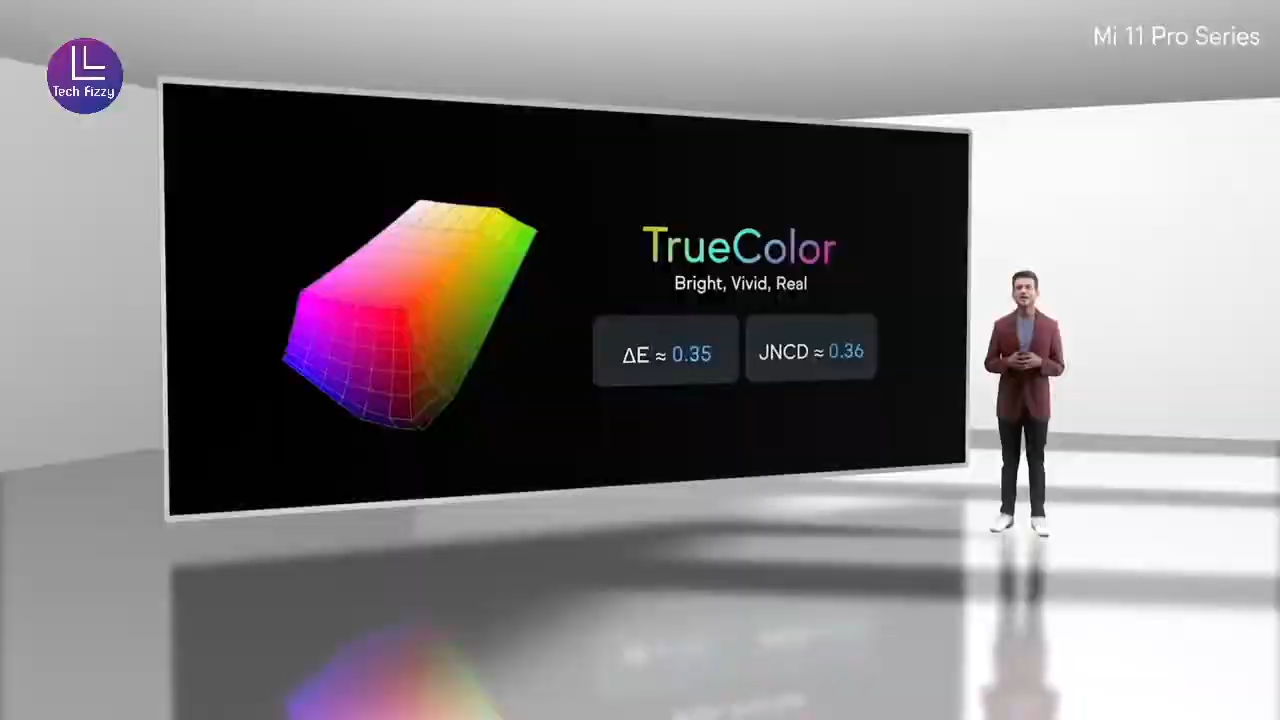 Mi 11 Pro Series
Tech Fizzy
TrueColor
Bright, Vivid, Real
ΔE ≈ 0.35
JNCD ≈ 0.36